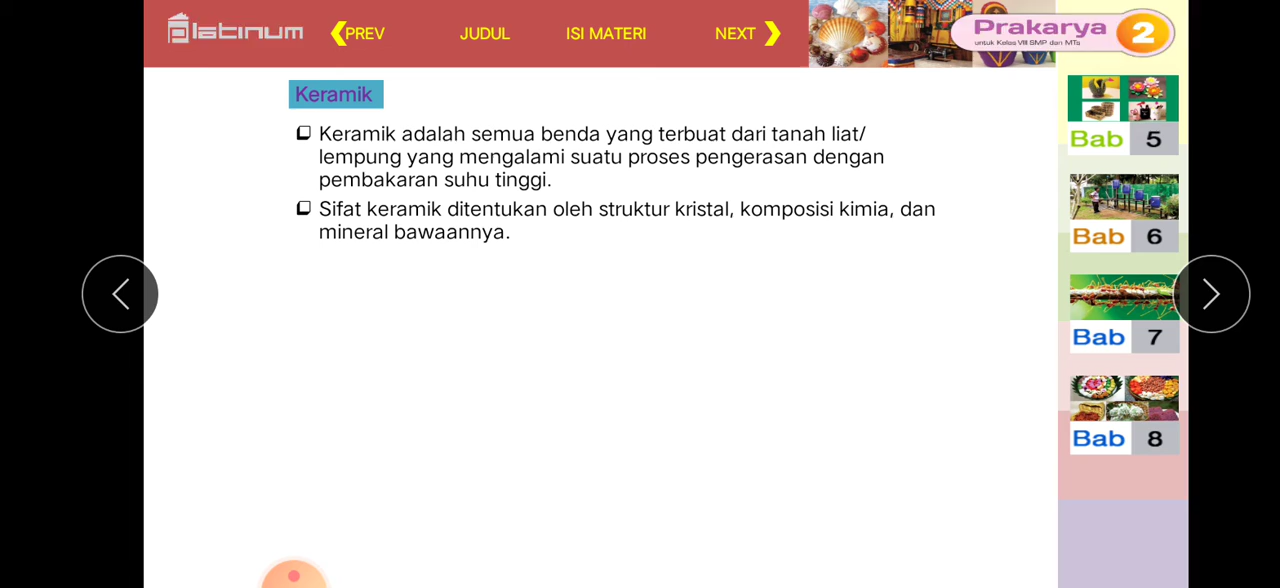 Platinum
PREV
JUDUL
ISI MATERI
NEXT
Prakarya 2
untuk Kelas VIII SMP dan MTs
Keramik
Keramik adalah semua benda yang terbuat dari tanah liat/
lempung yang mengalami suatu proses pengerasan dengan
pembakaran suhu tinggi.
Sifat keramik ditentukan oleh struktur kristal, komposisi kimia, dan
mineral bawaannya.
Bab 5
Bab 6
Bab 7
Bab 8